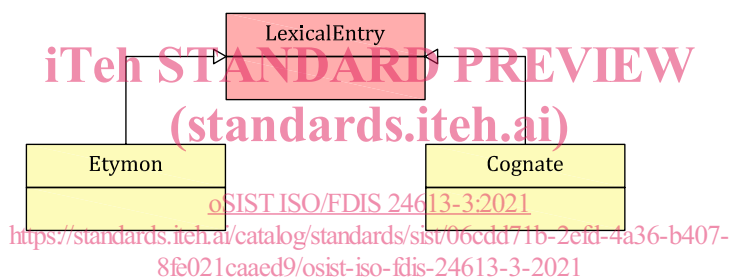 LexicalEntry
iTeh STANDARD PREVIEW
(standards.iteh.ai)
Etymon
Cognate
oSIST ISO/FDIS 24613-3:2021
https://standards.iteh.ai/catalog/standards/sist/06cdd71b-2efd-4a36-b407-
8fe021caaed9/osist-iso-fdis-24613-3-2021